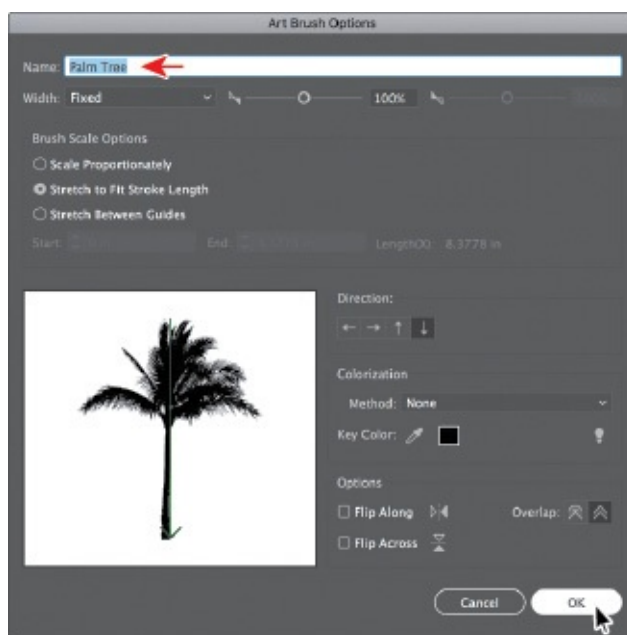 Art Brush Options
Name: Palm Tree
Width: Fixed 100%
Brush Scale Options
Scale Proportionately
Stretch to Fit Stroke Length
Stretch Between Guides
Start: End: Length(X): 8.3778 in
Direction:
Colorization
Method: None
Key Color:
Options
Flip Along Overlap:
Flip Across
Cancel OK